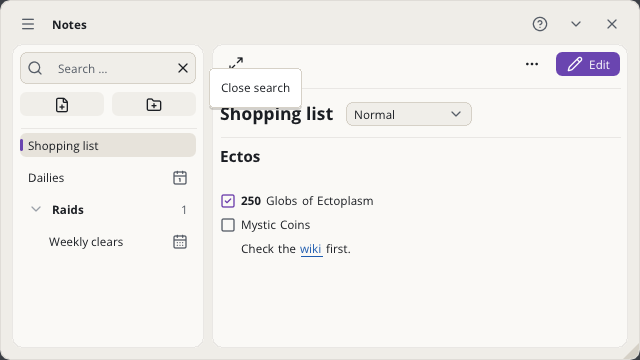 Notes
Search ...
Close search
Edit
Shopping list
Normal
Shopping list
Dailies
Raids 1
Weekly clears
Ectos
250 Globs of Ectoplasm
Mystic Coins
Check the wiki first.